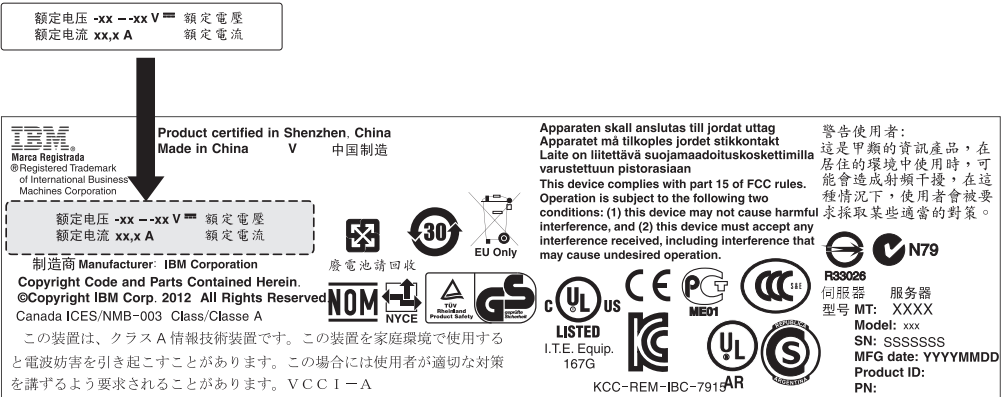 额定电压 -xx – -xx V ⎓ 額定電壓
额定电流 xx,x A 額定電流
IBM®
Marca Registrada
®Registered Trademark
of International Business
Machines Corporation
Product certified in Shenzhen, China
Made in China V 中国制造
额定电压 -xx – -xx V ⎓ 額定電壓
额定电流 xx,x A 額定電流
制造商 Manufacturer: IBM Corporation
Copyright Code and Parts Contained Herein.
©Copyright IBM Corp. 2012 All Rights Reserved
Canada ICES/NMB-003 Class/Classe A
この装置は、クラス A 情報技術装置です。この装置を家庭環境で使用する
と電波妨害を引き起こすことがあります。この場合には使用者が適切な対策
を講ずるよう要求されることがあります。VCCI－A
廢電池請回收
30
EU Only
NOM
NYCE
TÜV
Rheinland
Product Safety
GS
geprüfte
Sicherheit
Apparaten skall anslutas till jordat uttag
Apparatet må tilkoples jordet stikkontakt
Laite on liitettävä suojamaadoituskoskettimilla
varustettuun pistorasiaan
This device complies with part 15 of FCC rules.
Operation is subject to the following two
conditions: (1) this device may not cause harmful
interference, and (2) this device must accept any
interference received, including interference that
may cause undesired operation.
C UL US
LISTED
I.T.E. Equip.
167G
CE
PCT
ME01
CCC
S&E
KC
KCC-REM-IBC-7915
UL
AR
REPUBLICA
S
ARGENTINA
警告使用者:
這是甲類的資訊產品，在
居住的環境中使用時，可
能會造成射頻干擾，在這
種情況下，使用者會被要
求採取某些適當的對策。
R33026
N79
伺服器 服务器
型号 MT: XXXX
Model: xxx
SN: SSSSSSS
MFG date: YYYYMMDD
Product ID:
PN: